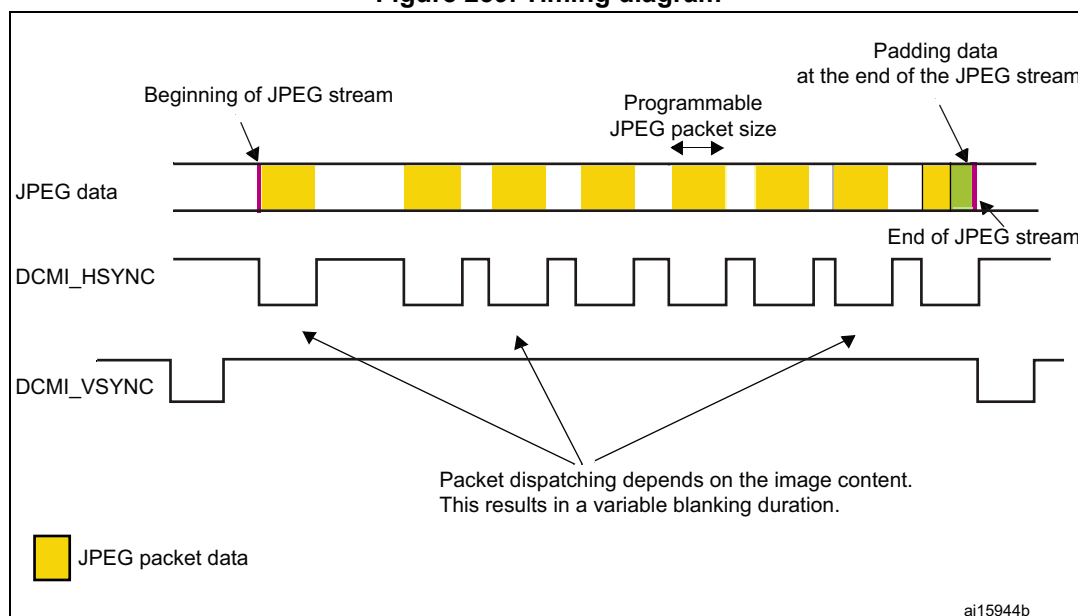 Padding data
at the end of the JPEG stream
Beginning of JPEG stream
Programmable
JPEG packet size
JPEG data
End of JPEG stream
DCMI_HSYNC
DCMI_VSYNC
Packet dispatching depends on the image content.
This results in a variable blanking duration.
JPEG packet data
ai15944b